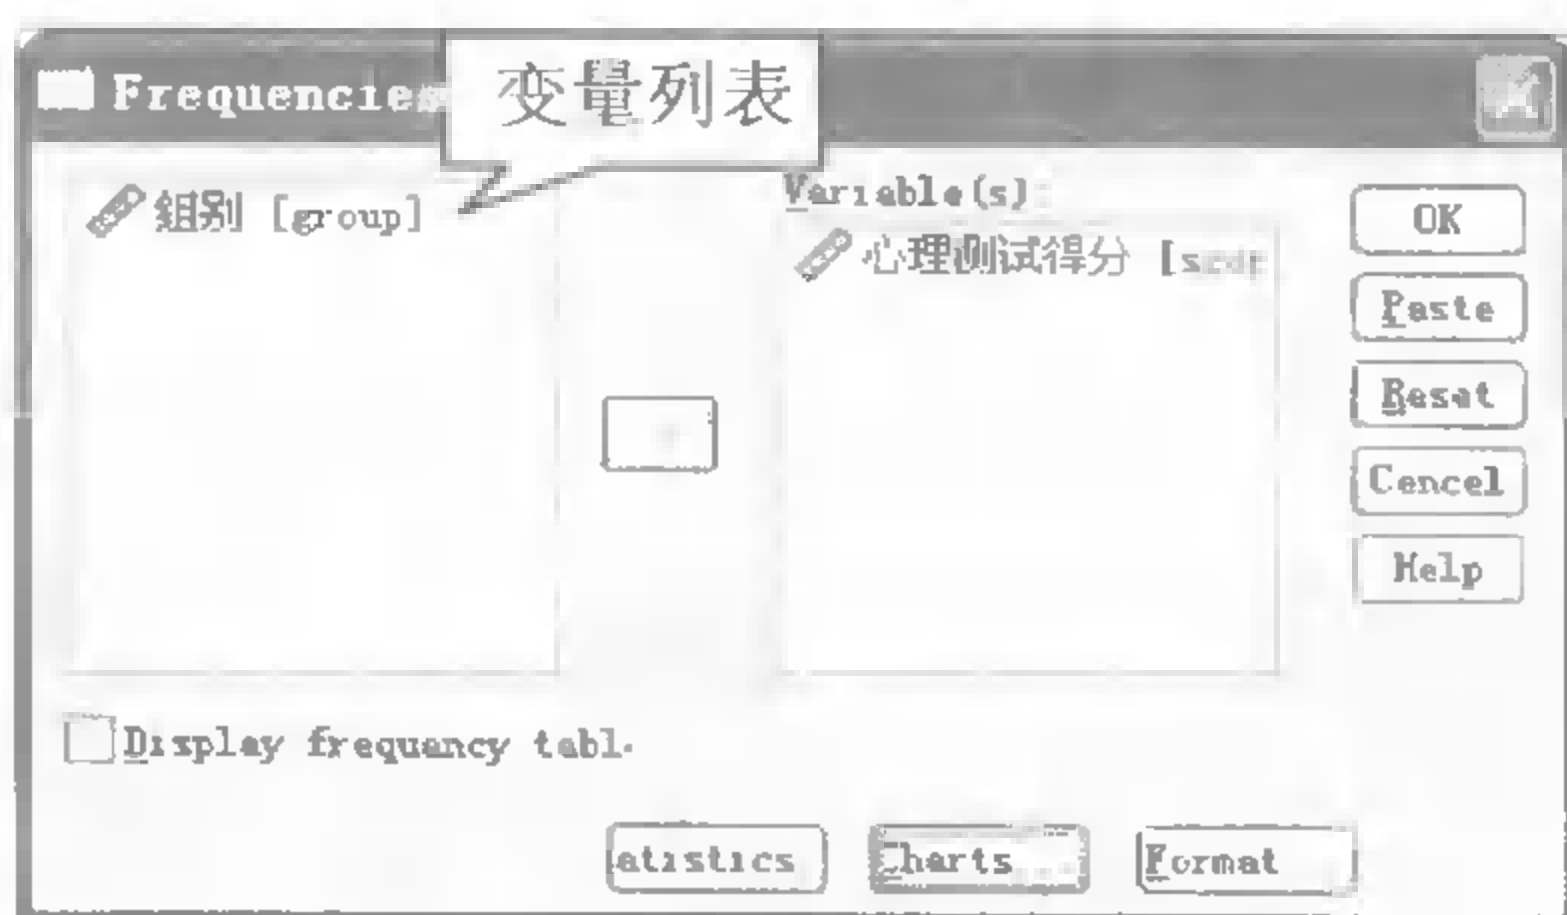 Frequencies
变量列表
组别 [group]
Variable(s):
心理测试得分
OK
Paste
Reset
Cancel
Help
Display frequency tabl
atistics
Charts
Format